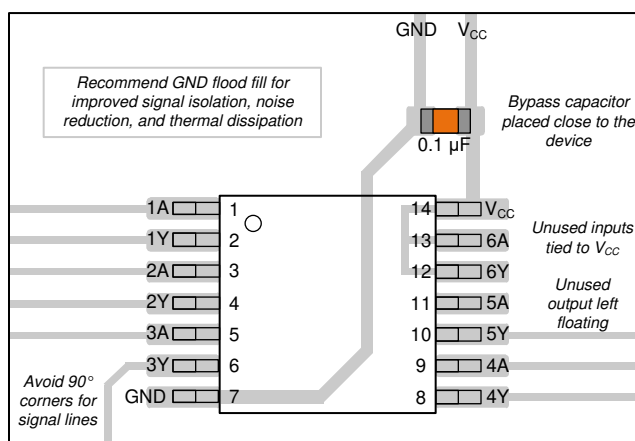 GND VCC
Recommend GND flood fill for
improved signal isolation, noise
reduction, and thermal dissipation
Bypass capacitor
placed close to the
device
0.1 µF
1A 1 14 VCC
1Y 2 13 6A
2A 3 12 6Y
2Y 4 11 5A
3A 5 10 5Y
3Y 6 9 4A
GND 7 8 4Y
Unused inputs
tied to VCC
Unused
output left
floating
Avoid 90°
corners for
signal lines